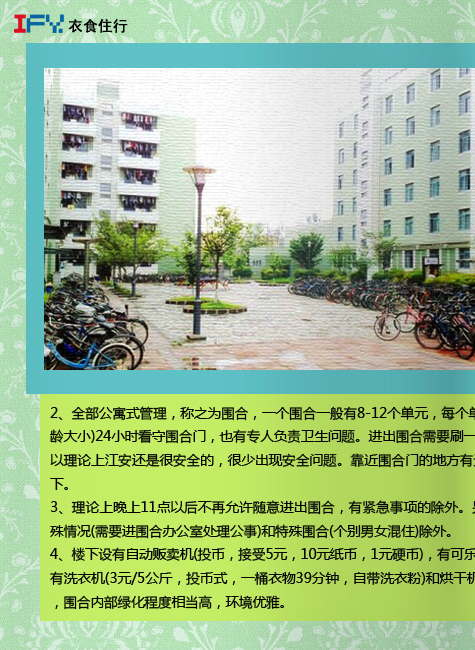 IFY. 衣食住行
2、全部公寓式管理，称之为围合，一个围合一般有8-12个单元，每个单
龄大小)24小时看守围合门，也有专人负责卫生问题。进出围合需要刷一
以理论上江安还是很安全的，很少出现安全问题。靠近围合门的地方有
下。
3、理论上晚上11点以后不再允许随意进出围合，有紧急事项的除外。
殊情况(需要进围合办公室处理公事)和特殊围合(个别男女混住)除外。
4、楼下设有自动贩卖机(投币，接受5元，10元纸币，1元硬币)，有可乐
有洗衣机(3元/5公斤，投币式，一桶衣物39分钟，自带洗衣粉)和烘干机
，围合内部绿化程度相当高，环境优雅。